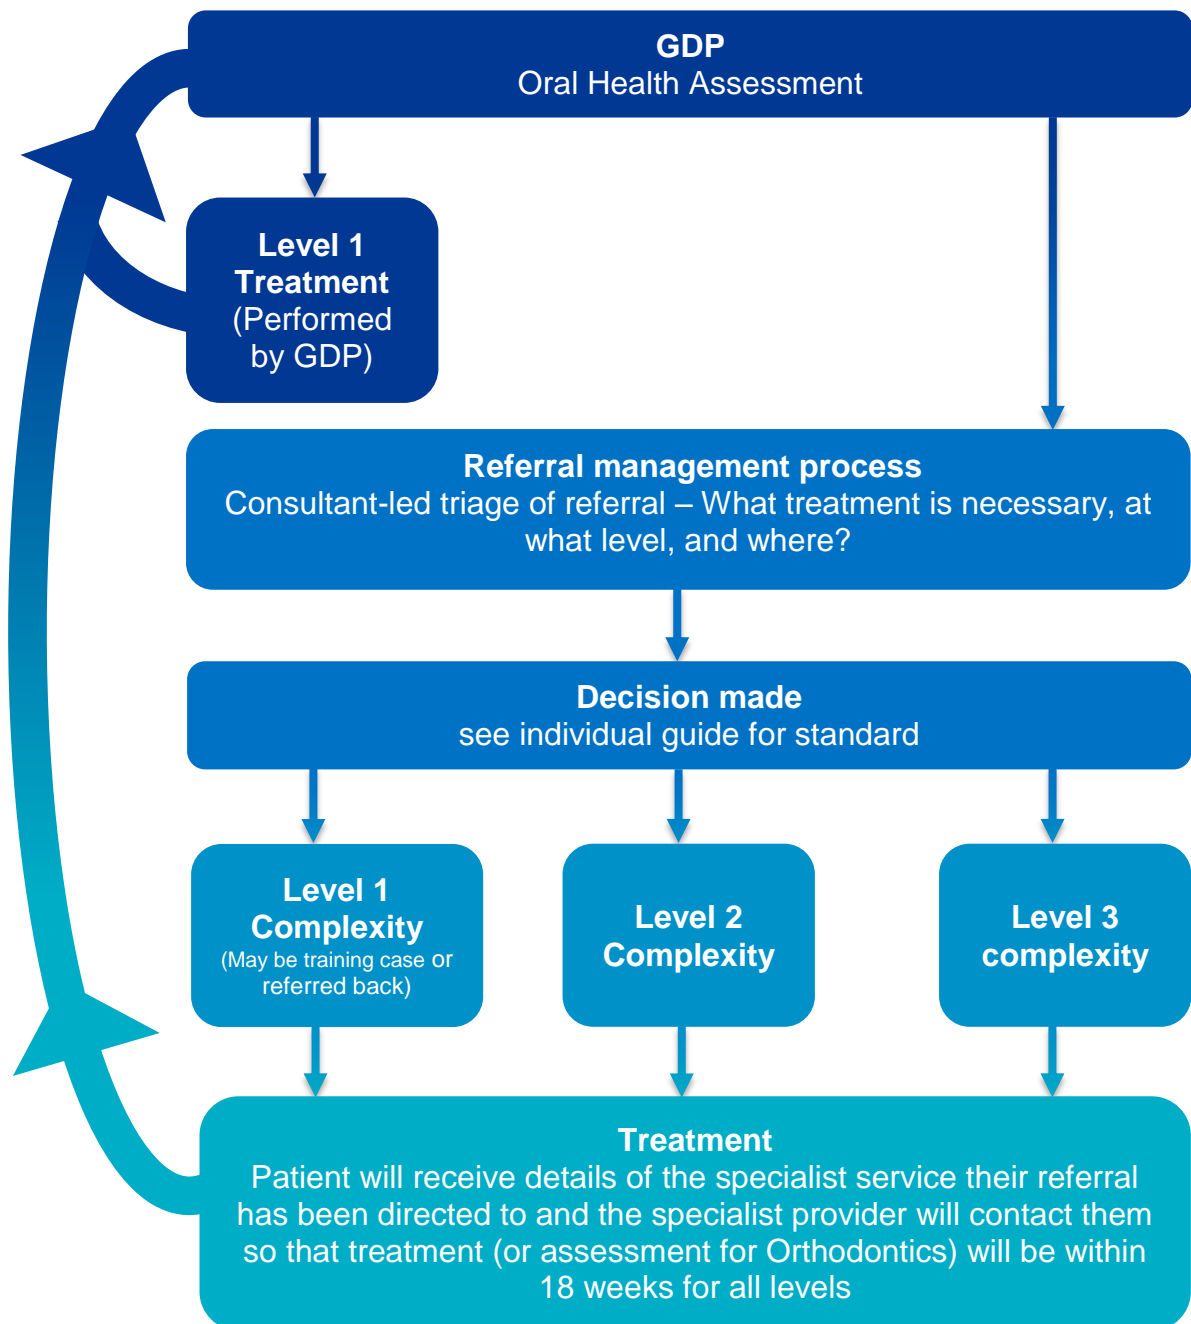 GDP
Oral Health Assessment
Level 1
Treatment
(Performed
by GDP)
Referral management process
Consultant-led triage of referral – What treatment is necessary, at
what level, and where?
Decision made
see individual guide for standard
Level 1
Complexity
(May be training case or
referred back)
Level 2
Complexity
Level 3
complexity
Treatment
Patient will receive details of the specialist service their referral
has been directed to and the specialist provider will contact them
so that treatment (or assessment for Orthodontics) will be within
18 weeks for all levels